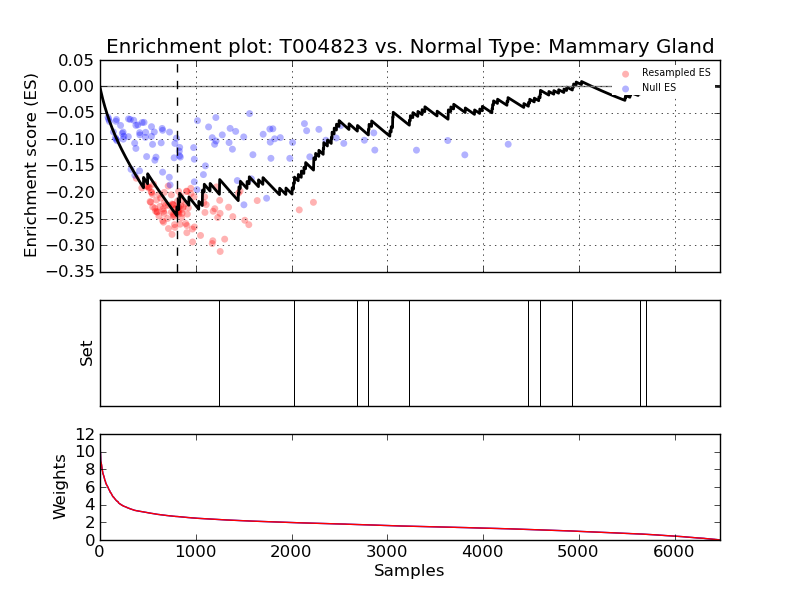 Enrichment plot: T004823 vs. Normal Type: Mammary Gland
0.05
0.00
−0.05
−0.10
−0.15
−0.20
−0.25
−0.30
−0.35
Enrichment score (ES)
Resampled ES
Null ES
Set
12
10
8
6
4
2
0
Weights
0 1000 2000 3000 4000 5000 6000
Samples